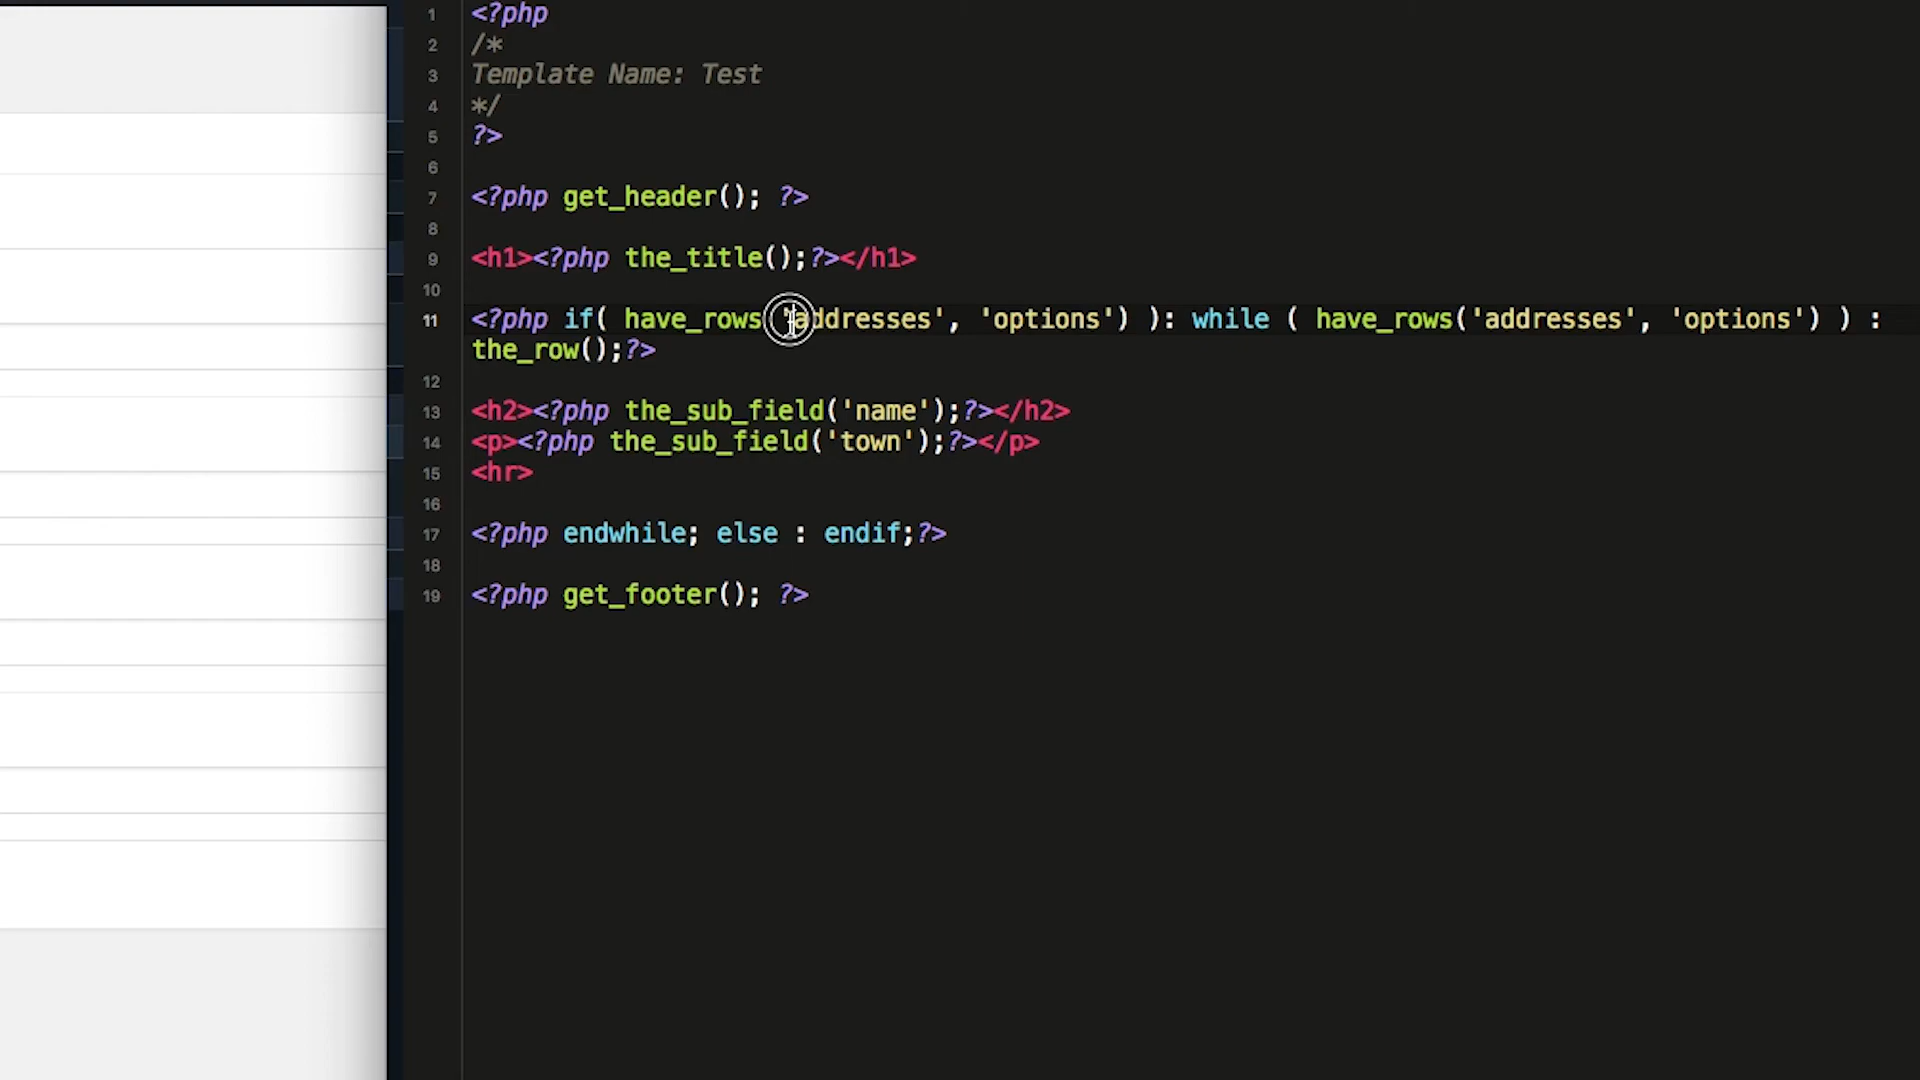 1 <?php
2 /*
3 Template Name: Test
4 */
5 ?>
6
7 <?php get_header(); ?>
8
9 <h1><?php the_title();?></h1>
10
11 <?php if( have_rows('addresses', 'options') ): while ( have_rows('addresses', 'options') ) :
the_row();?>
12
13 <h2><?php the_sub_field('name');?></h2>
14 <p><?php the_sub_field('town');?></p>
15 <hr>
16
17 <?php endwhile; else : endif;?>
18
19 <?php get_footer(); ?>